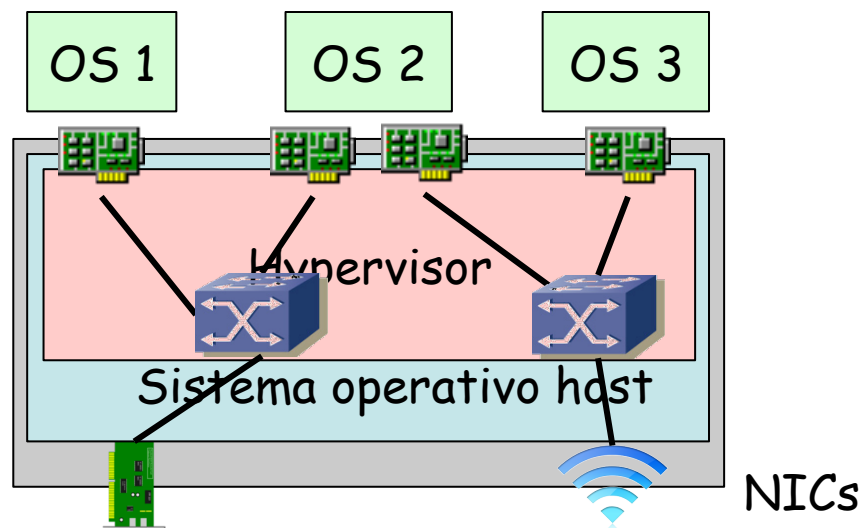 OS 1
OS 2
OS 3
Hypervisor
Sistema operativo host
NICs